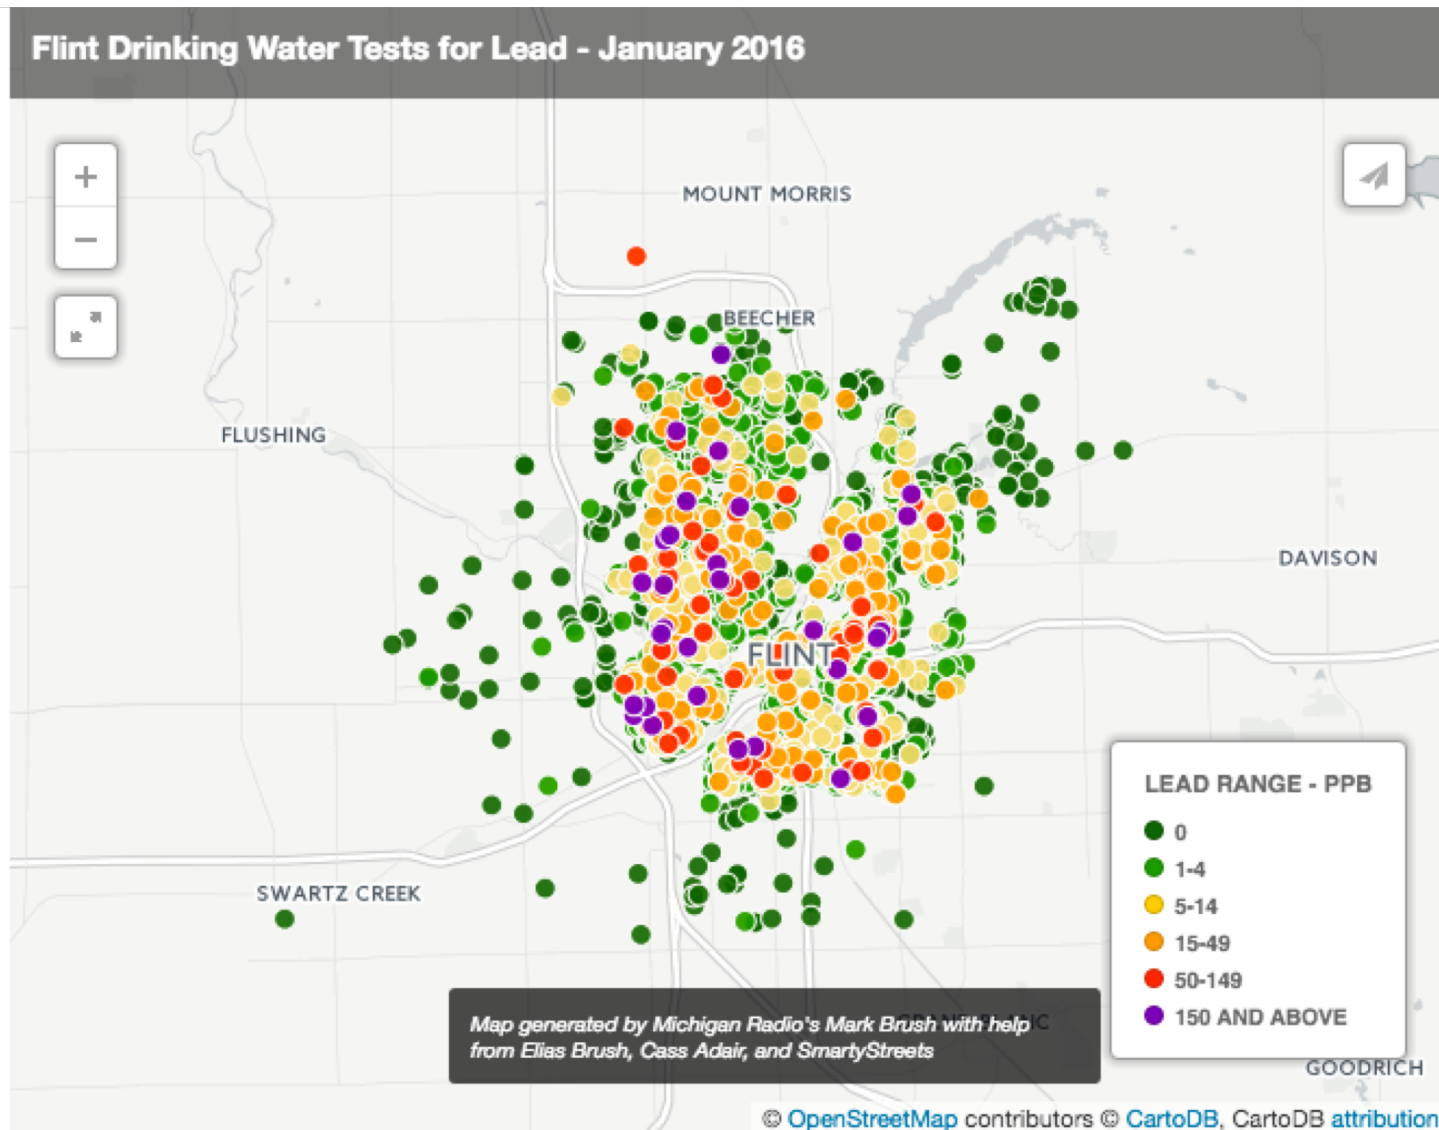 Flint Drinking Water Tests for Lead - January 2016
+
−
MOUNT MORRIS
BEECHER
FLUSHING
DAVISON
FLINT
LEAD RANGE - PPB
0
1-4
5-14
15-49
50-149
150 AND ABOVE
SWARTZ CREEK
Map generated by Michigan Radio's Mark Brush with help
from Elias Brush, Cass Adair, and SmartyStreets
GRAND BLANC
GOODRICH
© OpenStreetMap contributors © CartoDB, CartoDB attribution